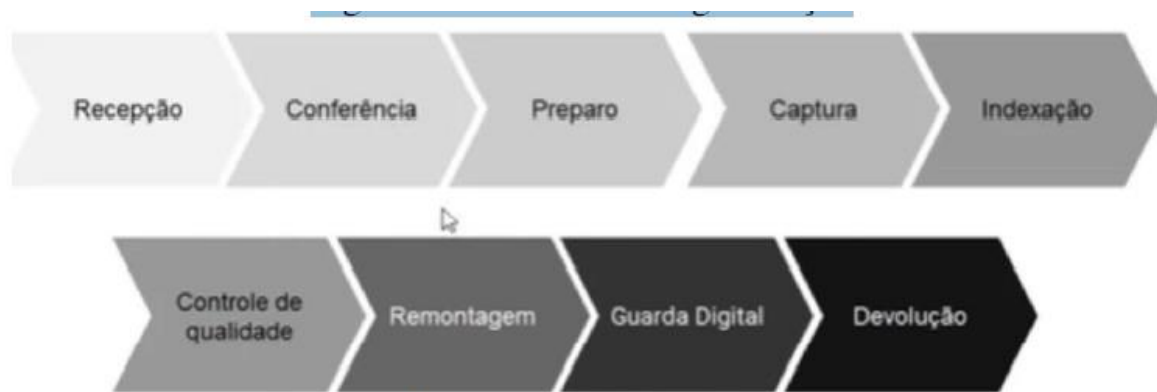 Recepção
Conferência
Preparo
Captura
Indexação
Controle de
qualidade
Remontagem
Guarda Digital
Devolução